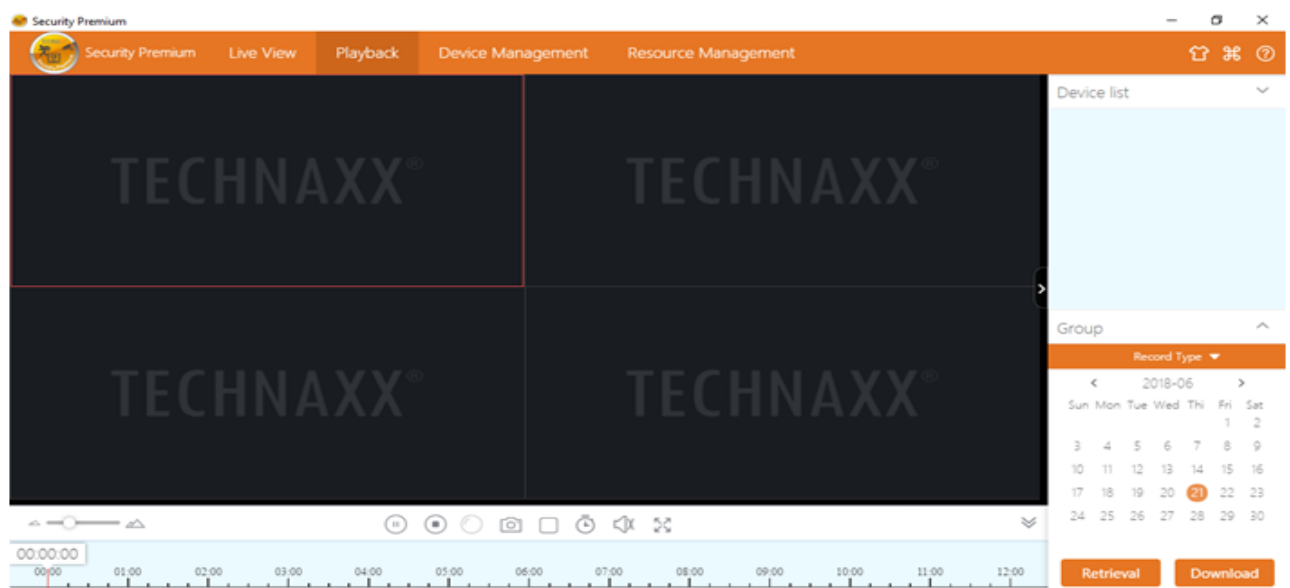 Security Premium
Security Premium Live View Playback Device Management Resource Management
Device list
TECHNAXX® TECHNAXX®
Group
Record Type
2018-06
Sun Mon Tue Wed Thi Fri Sat
1 2
3 4 5 6 7 8 9
10 11 12 13 14 15 16
17 18 19 20 21 22 23
24 25 26 27 28 29 30
TECHNAXX® TECHNAXX®
00:00:00
00:00 01:00 02:00 03:00 04:00 05:00 06:00 07:00 08:00 09:00 10:00 11:00 12:00
Retrieval Download